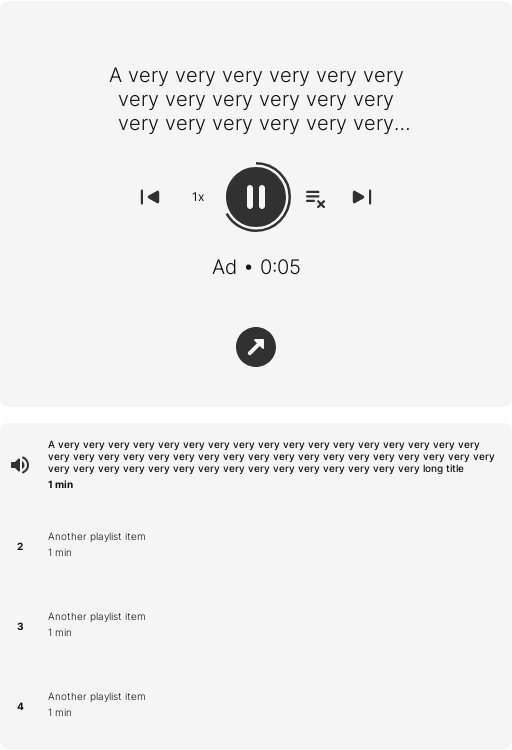 A very very very very very very
very very very very very very
very very very very very very...
1x
Ad • 0:05
A very very very very very very very very very very very very very very very very very
very very very very very very very very very very very very very very very very very very
very very very very very very very very very very very very very very very long title
1 min
2
Another playlist item
1 min
3
Another playlist item
1 min
4
Another playlist item
1 min